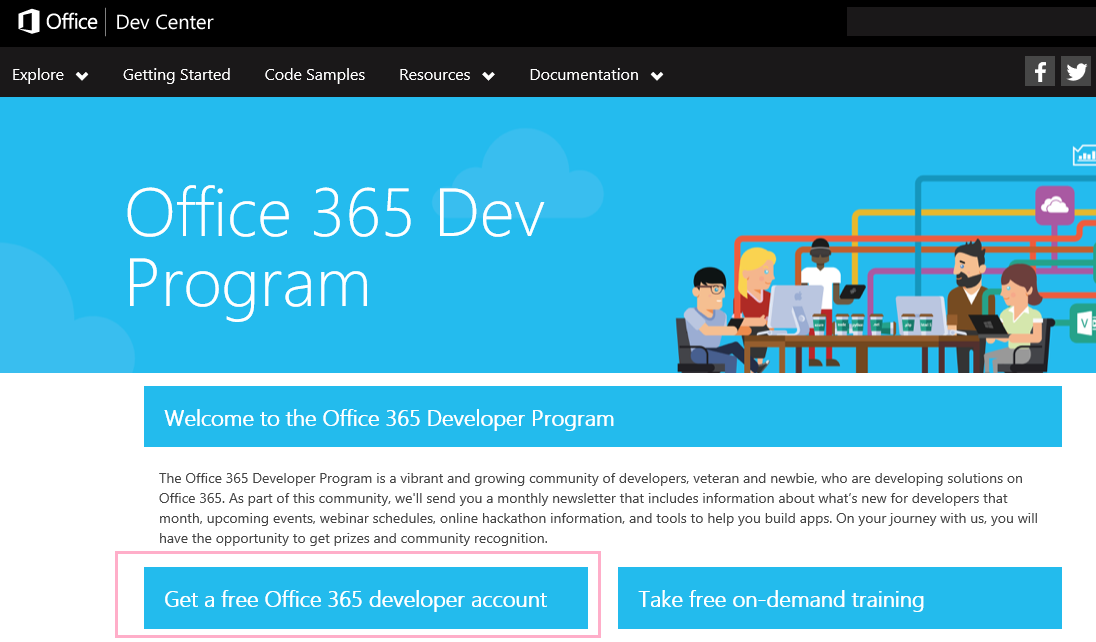 Office Dev Center
Explore Getting Started Code Samples Resources Documentation
Office 365 Dev
Program
Welcome to the Office 365 Developer Program
The Office 365 Developer Program is a vibrant and growing community of developers, veteran and newbie, who are developing solutions on
Office 365. As part of this community, we'll send you a monthly newsletter that includes information about what's new for developers that
month, upcoming events, webinar schedules, online hackathon information, and tools to help you build apps. On your journey with us, you will
have the opportunity to get prizes and community recognition.
Get a free Office 365 developer account
Take free on-demand training